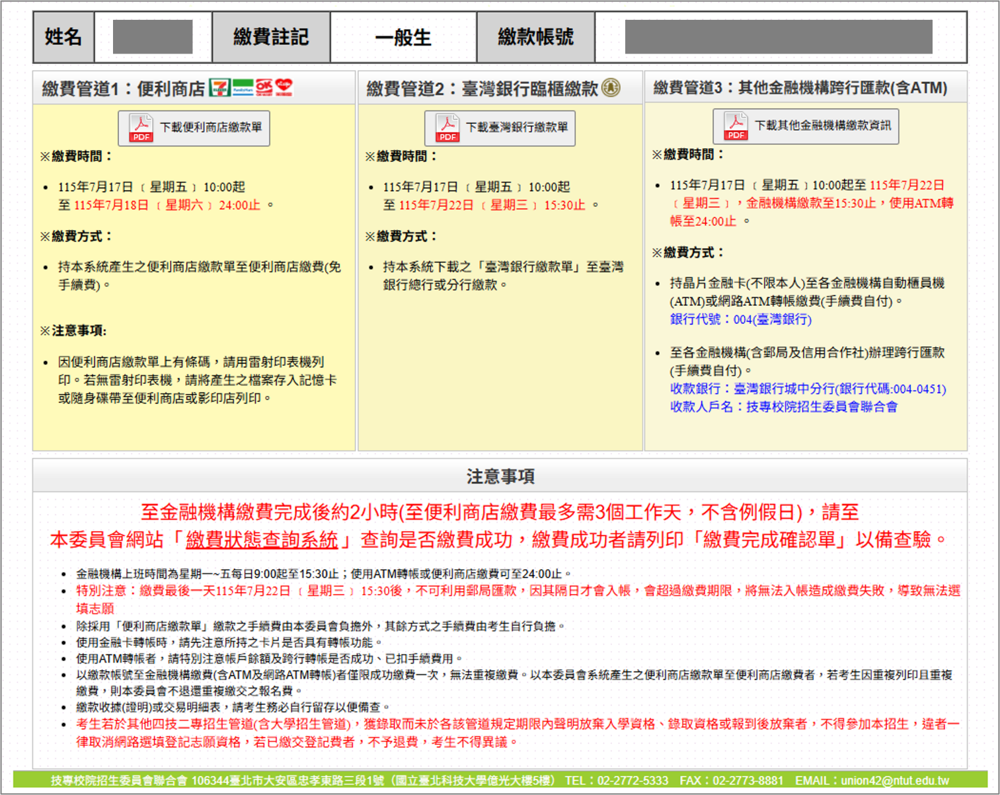 姓名 繳費註記 一般生 繳款帳號
繳費管道1：便利商店
下載便利商店繳款單
※繳費時間：
• 115年7月17日﹝星期五﹞10:00起
至 115年7月18日﹝星期六﹞24:00止 。
※繳費方式：
• 持本系統產生之便利商店繳款單至便利商店繳費(免
手續費)。
※注意事項:
• 因便利商店繳款單上有條碼，請用雷射印表機列
印。若無雷射印表機，請將產生之檔案存入記憶卡
或隨身碟帶至便利商店或影印店列印。
繳費管道2：臺灣銀行臨櫃繳款
下載臺灣銀行繳款單
※繳費時間：
• 115年7月17日﹝星期五﹞10:00起
至 115年7月22日﹝星期三﹞15:30止 。
※繳費方式：
• 持本系統下載之「臺灣銀行繳款單」至臺灣
銀行總行或分行繳款。
繳費管道3：其他金融機構跨行匯款(含ATM)
下載其他金融機構繳款資訊
※繳費時間：
• 115年7月17日﹝星期五﹞10:00起至 115年7月22日
﹝星期三﹞，金融機構繳款至15:30止，使用ATM轉
帳至24:00止 。
※繳費方式：
• 持晶片金融卡(不限本人)至各金融機構自動櫃員機
(ATM)或網路ATM轉帳繳費(手續費自付)。
銀行代號：004(臺灣銀行)
• 至各金融機構(含郵局及信用合作社)辦理跨行匯款
(手續費自付)。
收款銀行：臺灣銀行城中分行(銀行代碼:004-0451)
收款人戶名：技專校院招生委員會聯合會
注意事項
至金融機構繳費完成後約2小時(至便利商店繳費最多需3個工作天，不含例假日)，請至
本委員會網站「繳費狀態查詢系統」查詢是否繳費成功，繳費成功者請列印「繳費完成確認單」以備查驗。
• 金融機構上班時間為星期一~五每日9:00起至15:30止；使用ATM轉帳或便利商店繳費可至24:00止。
• 特別注意：繳費最後一天115年7月22日﹝星期三﹞15:30後，不可利用郵局匯款，因其隔日才會入帳，會超過繳費期限，將無法入帳造成繳費失敗，導致無法選
填志願
• 除採用「便利商店繳款單」繳款之手續費由本委員會負擔外，其餘方式之手續費由考生自行負擔。
• 使用金融卡轉帳時，請先注意所持之卡片是否具有轉帳功能。
• 使用ATM轉帳者，請特別注意帳戶餘額及跨行轉帳是否成功、已扣手續費用。
• 以繳款帳號至金融機構繳費(含ATM及網路ATM轉帳)者僅限成功繳費一次，無法重複繳費。以本委員會系統產生之便利商店繳款單至便利商店繳費者，若考生因重複列印且重複
繳費，則本委員會不退還重複繳交之報名費。
• 繳款收據(證明)或交易明細表，請考生務必自行留存以便備查。
• 考生若於其他四技二專招生管道(含大學招生管道)，獲錄取而未於各該管道規定期限內聲明放棄入學資格、錄取資格或報到後放棄者，不得參加本招生，違者一
律取消網路選填登記志願資格，若已繳交登記費者，不予退費，考生不得異議。
技專校院招生委員會聯合會 106344臺北市大安區忠孝東路三段1號（國立臺北科技大學億光大樓5樓） TEL：02-2772-5333 FAX：02-2773-8881 EMAIL：union42@ntut.edu.tw